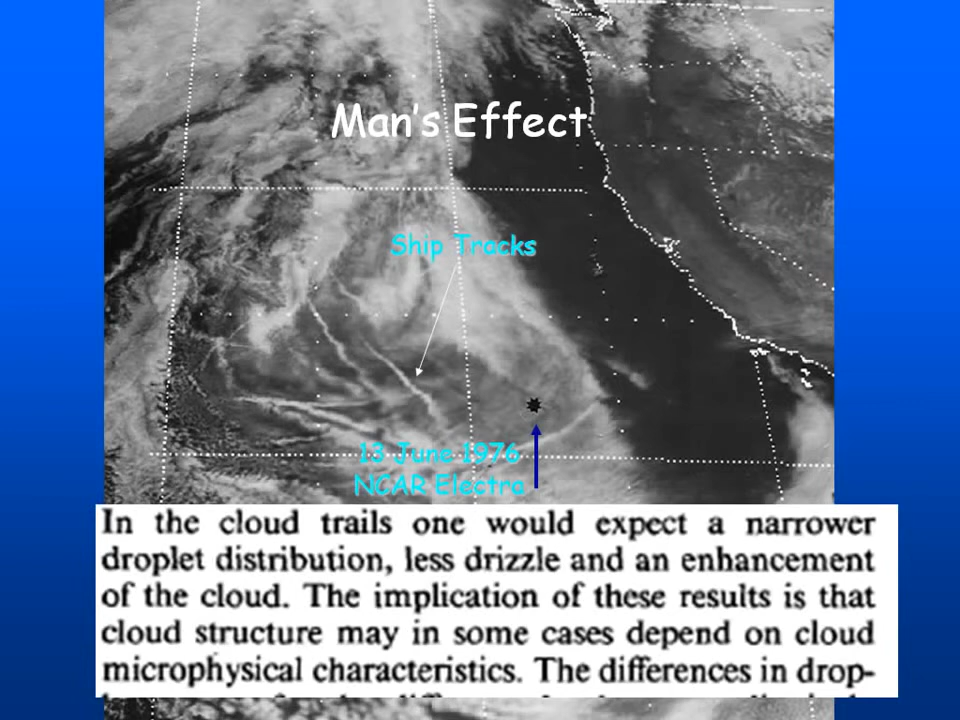 Man's Effect
Ship Tracks
13 June 1976
NCAR Electra
In the cloud trails one would expect a narrower
droplet distribution, less drizzle and an enhancement
of the cloud. The implication of these results is that
cloud structure may in some cases depend on cloud
microphysical characteristics. The differences in drop-